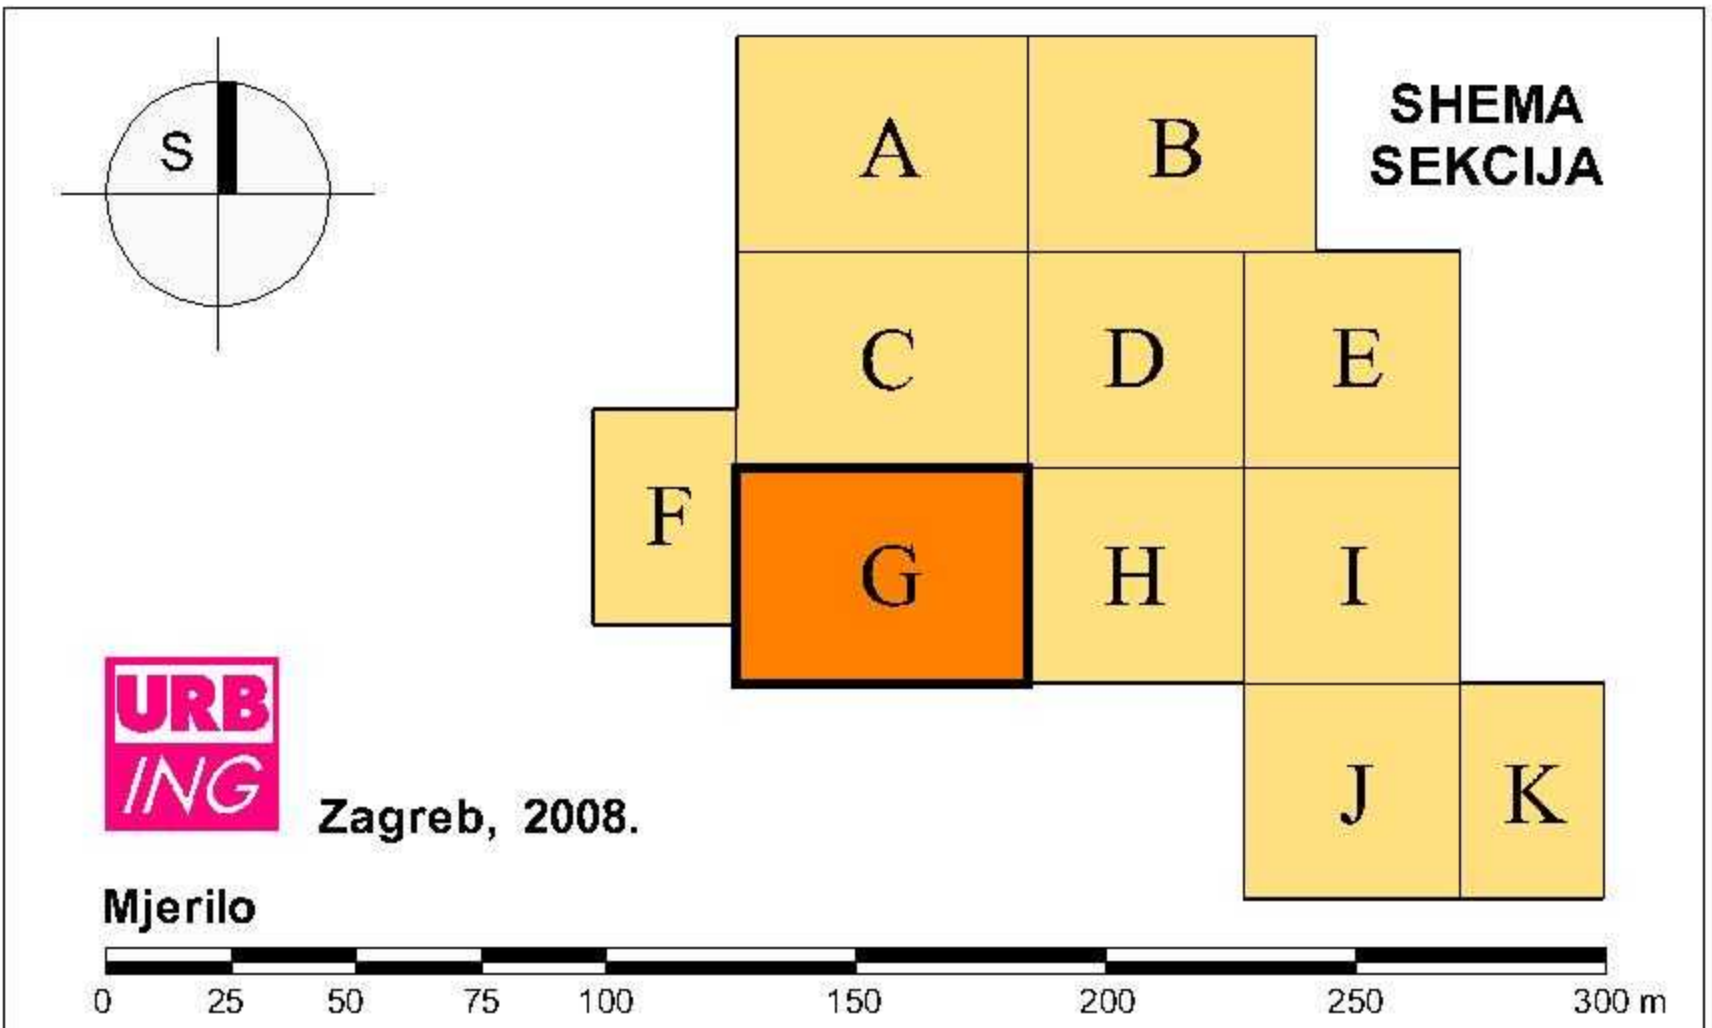 S
A
B
SHEMA
SEKCIJA
C
D
E
F
G
H
I
J
K
URB
ING
Zagreb, 2008.
Mjerilo
0 25 50 75 100 150 200 250 300 m